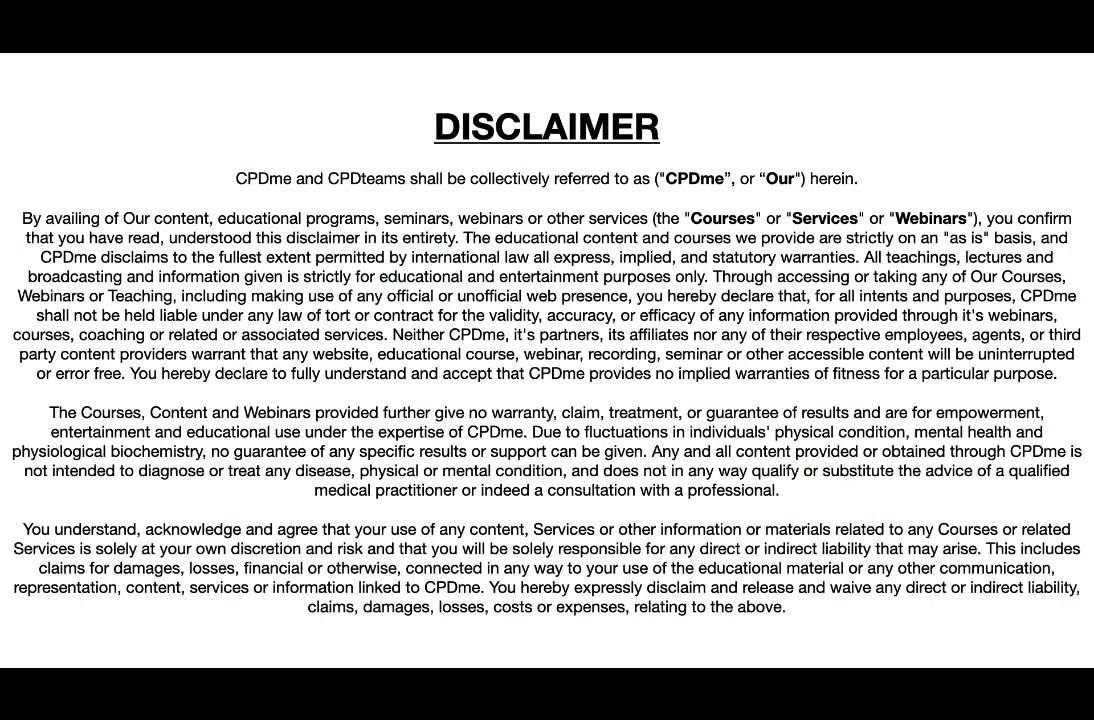 DISCLAIMER
CPDme and CPDteams shall be collectively referred to as ("CPDme”, or “Our") herein.
By availing of Our content, educational programs, seminars, webinars or other services (the "Courses" or "Services" or "Webinars"), you confirm
that you have read, understood this disclaimer in its entirety. The educational content and courses we provide are strictly on an "as is" basis, and
CPDme disclaims to the fullest extent permitted by international law all express, implied, and statutory warranties. All teachings, lectures and
broadcasting and information given is strictly for educational and entertainment purposes only. Through accessing or taking any of Our Courses,
Webinars or Teaching, including making use of any official or unofficial web presence, you hereby declare that, for all intents and purposes, CPDme
shall not be held liable under any law of tort or contract for the validity, accuracy, or efficacy of any information provided through it's webinars,
courses, coaching or related or associated services. Neither CPDme, it's partners, its affiliates nor any of their respective employees, agents, or third
party content providers warrant that any website, educational course, webinar, recording, seminar or other accessible content will be uninterrupted
or error free. You hereby declare to fully understand and accept that CPDme provides no implied warranties of fitness for a particular purpose.
The Courses, Content and Webinars provided further give no warranty, claim, treatment, or guarantee of results and are for empowerment,
entertainment and educational use under the expertise of CPDme. Due to fluctuations in individuals' physical condition, mental health and
physiological biochemistry, no guarantee of any specific results or support can be given. Any and all content provided or obtained through CPDme is
not intended to diagnose or treat any disease, physical or mental condition, and does not in any way qualify or substitute the advice of a qualified
medical practitioner or indeed a consultation with a professional.
You understand, acknowledge and agree that your use of any content, Services or other information or materials related to any Courses or related
Services is solely at your own discretion and risk and that you will be solely responsible for any direct or indirect liability that may arise. This includes
claims for damages, losses, financial or otherwise, connected in any way to your use of the educational material or any other communication,
representation, content, services or information linked to CPDme. You hereby expressly disclaim and release and waive any direct or indirect liability,
claims, damages, losses, costs or expenses, relating to the above.